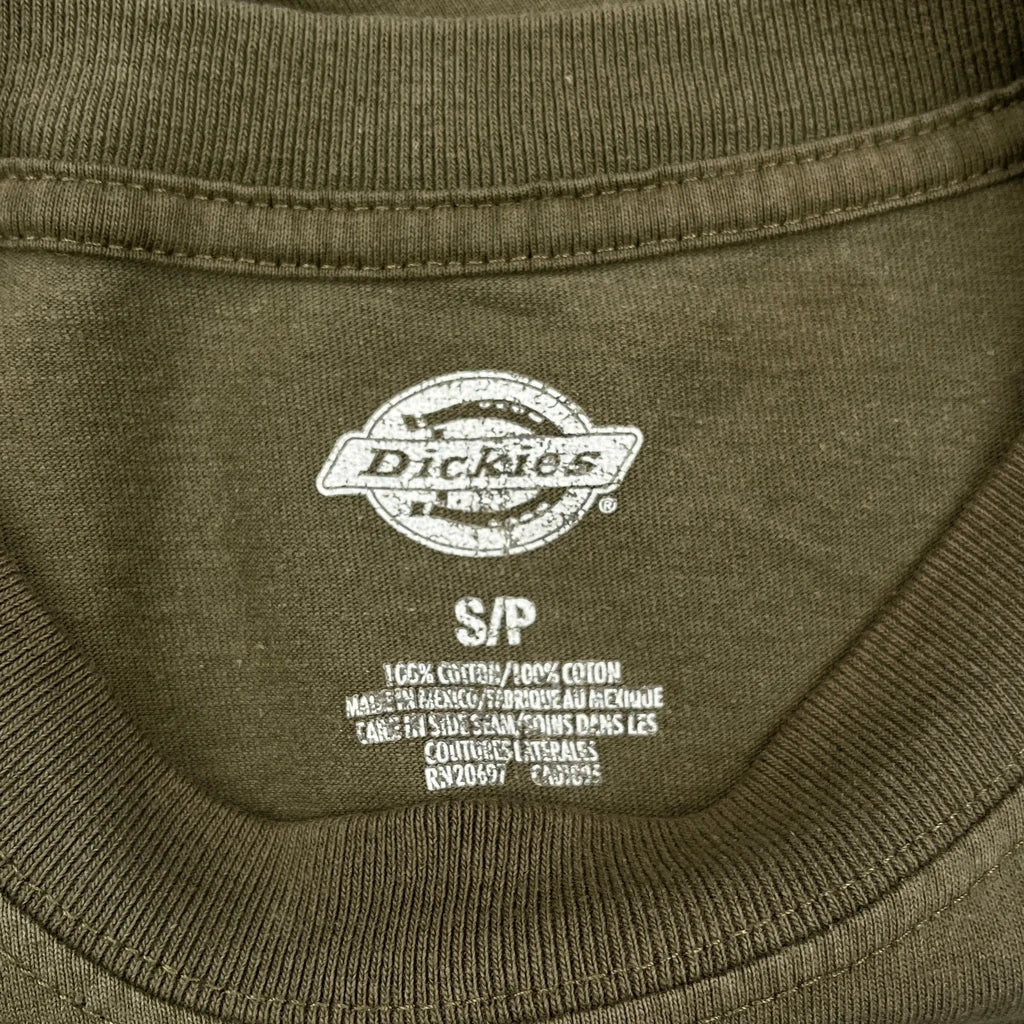 Dickies
®
S/P
100% COTTON/100% COTON
MADE IN MEXICO/FABRIQUE AU MEXIQUE
CARE IN SIDE SEAM/SOINS DANS LES
COUTURES LATERALES
RN20697